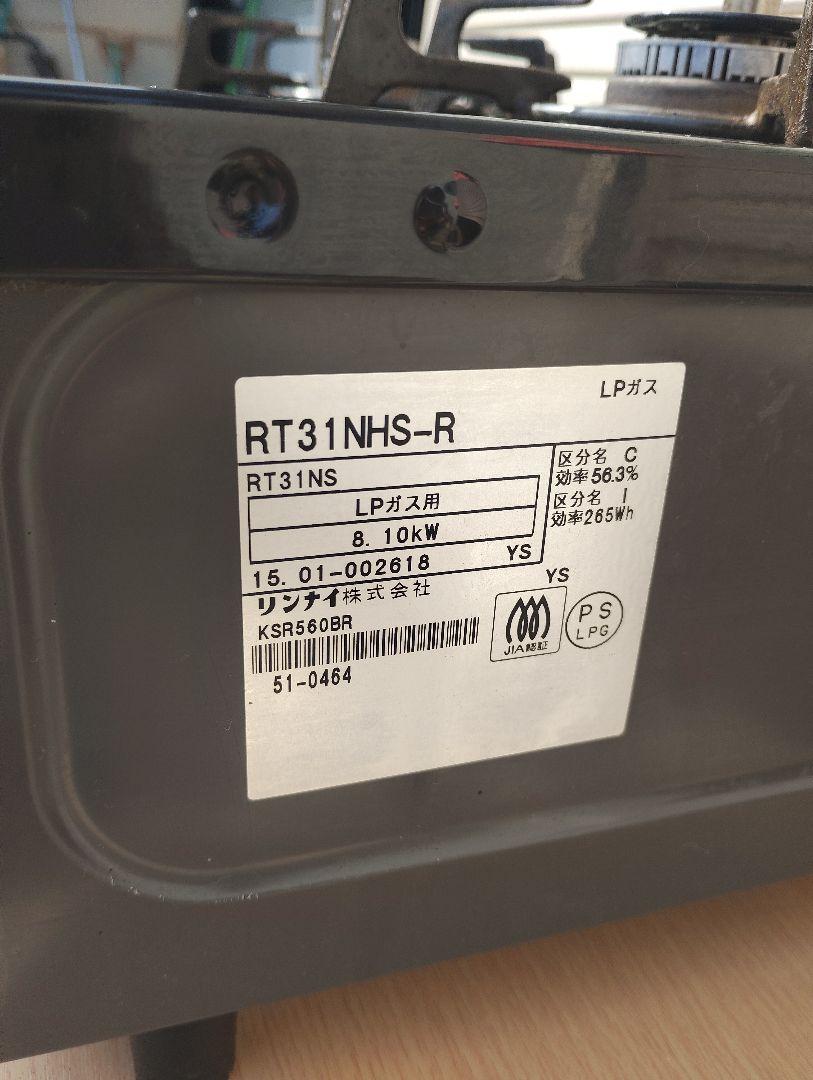 LPガス
RT31NHS-R
RT31NS
LPガス用
8. 10kW
15. 01-002618 YS
区分名 C
効率56.3%
区分名 I
効率265Wh
リンナイ株式会社
YS
KSR560BR
51-0464
JIA認証
PS
LPG